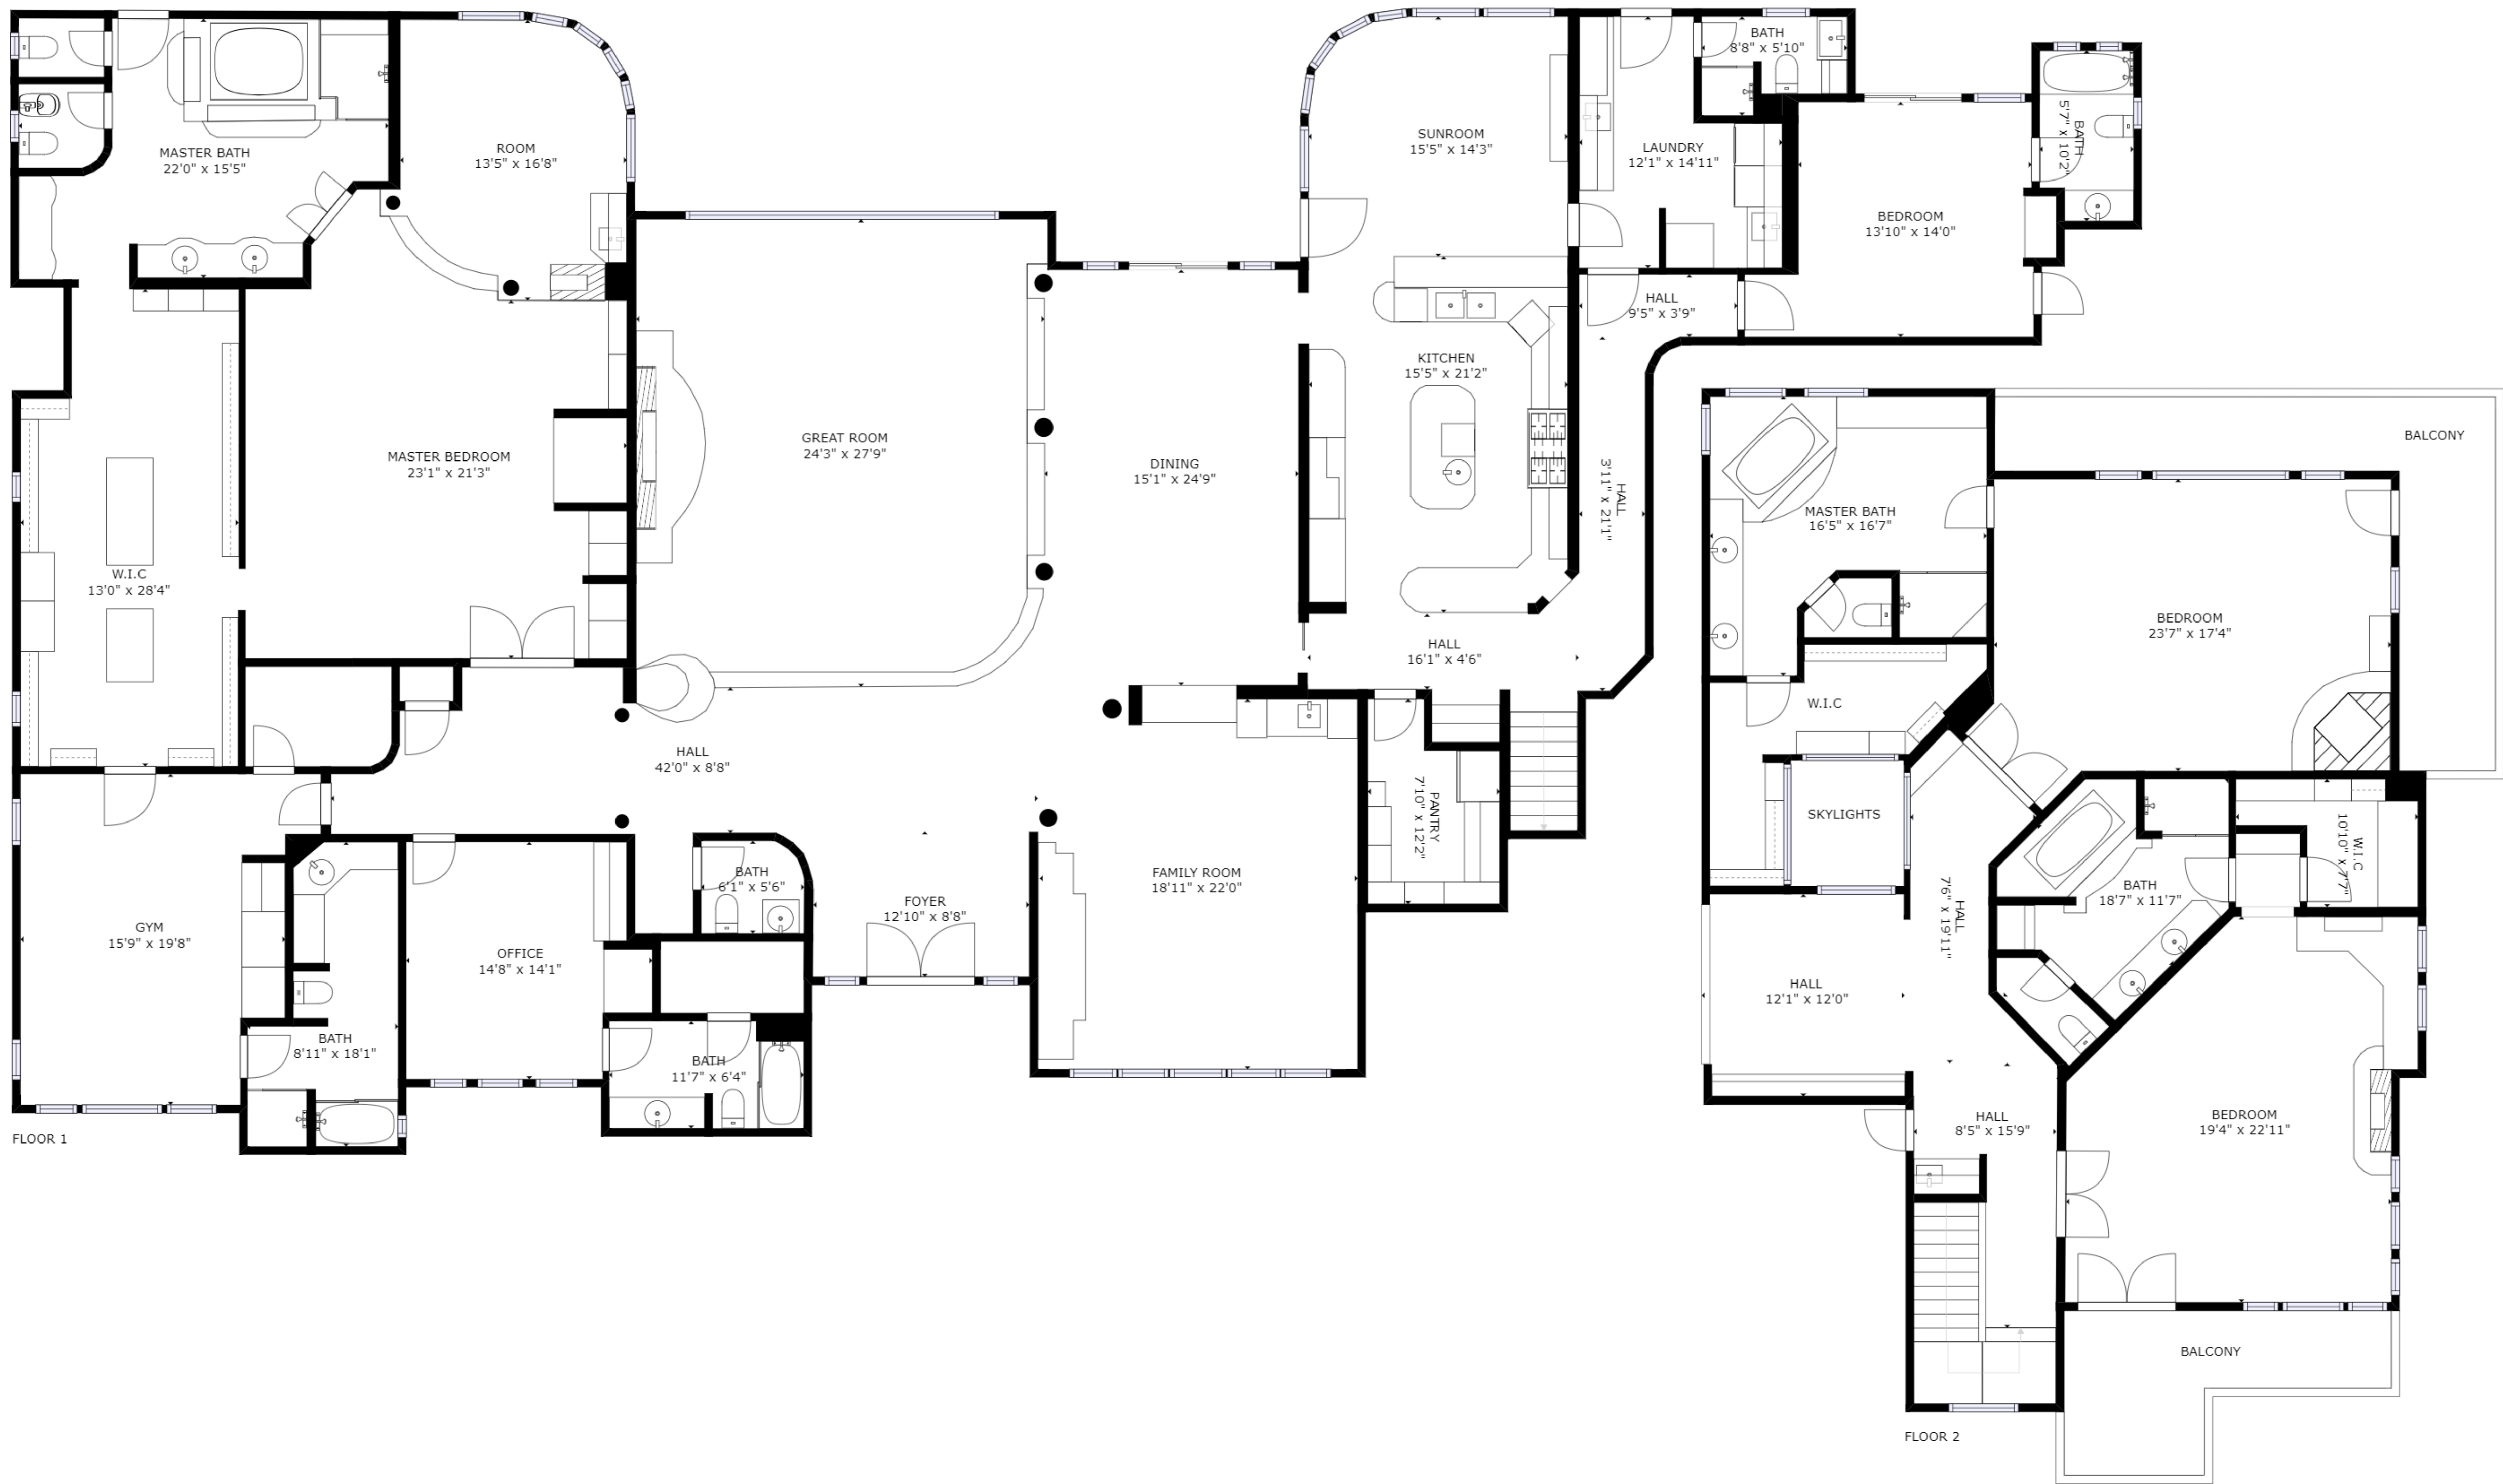 MASTER BATH
22'0" x 15'5"
ROOM
13'5" x 16'8"
SUNROOM
15'5" x 14'3"
LAUNDRY
12'1" x 14'11"
BATH
8'8" x 5'10"
BATH
5'7" x 10'2"
BEDROOM
13'10" x 14'0"
HALL
9'5" x 3'9"
KITCHEN
15'5" x 21'2"
GREAT ROOM
24'3" x 27'9"
MASTER BEDROOM
23'1" x 21'3"
DINING
15'1" x 24'9"
HALL
3'11" x 21'1"
W.I.C
13'0" x 28'4"
HALL
16'1" x 4'6"
HALL
42'0" x 8'8"
PANTRY
7'10" x 12'2"
BATH
6'1" x 5'6"
FAMILY ROOM
18'11" x 22'0"
FOYER
12'10" x 8'8"
GYM
15'9" x 19'8"
OFFICE
14'8" x 14'1"
BATH
8'11" x 18'1"
BATH
11'7" x 6'4"
FLOOR 1
BALCONY
MASTER BATH
16'5" x 16'7"
BEDROOM
23'7" x 17'4"
W.I.C
SKYLIGHTS
W.I.C
10'10" x 7'7"
BATH
18'7" x 11'7"
HALL
7'6" x 19'11"
HALL
12'1" x 12'0"
HALL
8'5" x 15'9"
BEDROOM
19'4" x 22'11"
BALCONY
FLOOR 2